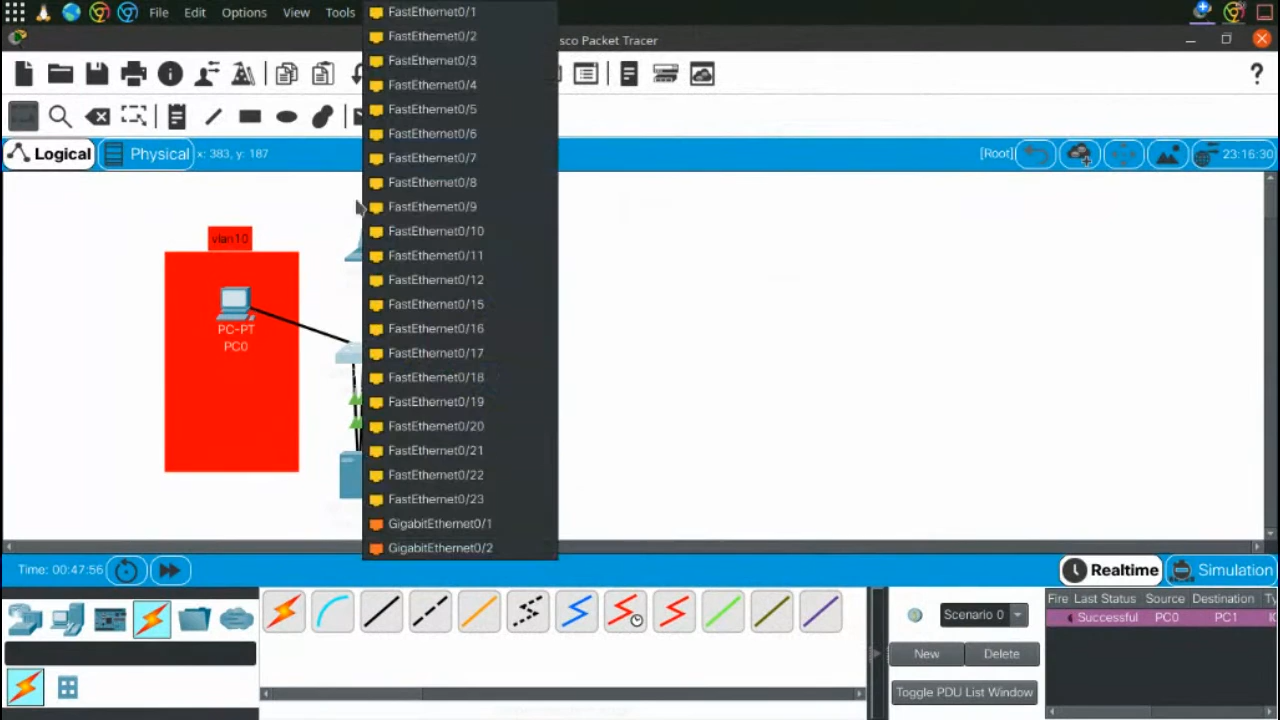 File Edit Options View Tools
sco Packet Tracer
?
Logical
Physical
x: 383, y: 187
[Root]
23:16:30
FastEthernet0/1
FastEthernet0/2
FastEthernet0/3
FastEthernet0/4
FastEthernet0/5
FastEthernet0/6
FastEthernet0/7
FastEthernet0/8
FastEthernet0/9
FastEthernet0/10
FastEthernet0/11
FastEthernet0/12
FastEthernet0/15
FastEthernet0/16
FastEthernet0/17
FastEthernet0/18
FastEthernet0/19
FastEthernet0/20
FastEthernet0/21
FastEthernet0/22
FastEthernet0/23
GigabitEthernet0/1
GigabitEthernet0/2
vlan10
PC-PT
PC0
Time: 00:47:56
Realtime
Simulation
Scenario 0
New
Delete
Toggle PDU List Window
Fire Last Status Source Destination Ty
Successful PC0 PC1 IC